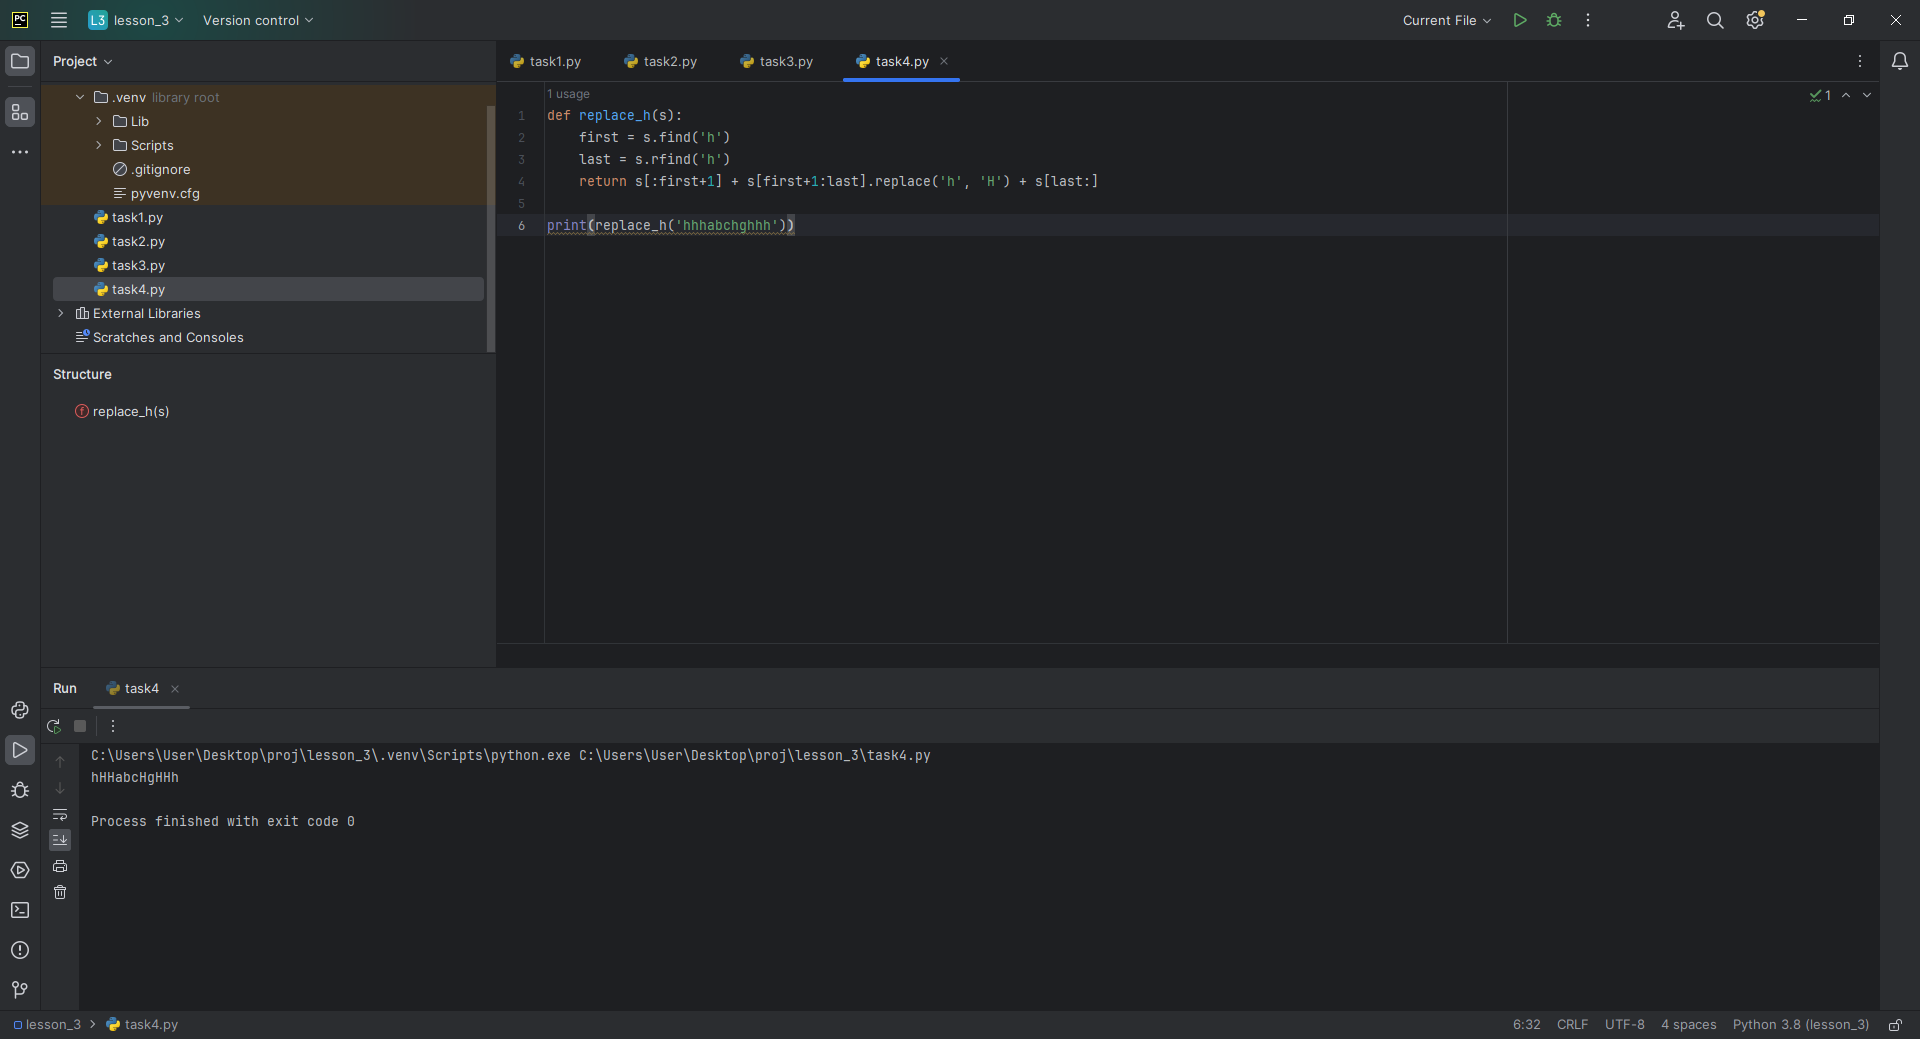 PC L3 lesson_3 Version control Current File
Project
.venv library root
Lib
Scripts
.gitignore
pyvenv.cfg
task1.py
task2.py
task3.py
task4.py
External Libraries
Scratches and Consoles
Structure
f replace_h(s)
task1.py task2.py task3.py task4.py
1 usage
1
1 def replace_h(s):
2 first = s.find('h')
3 last = s.rfind('h')
4 return s[:first+1] + s[first+1:last].replace('h', 'H') + s[last:]
5
6 print(replace_h('hhhabchghhh'))
Run task4
C:\Users\User\Desktop\proj\lesson_3\.venv\Scripts\python.exe C:\Users\User\Desktop\proj\lesson_3\task4.py
hHHabcHgHHh
Process finished with exit code 0
lesson_3 task4.py
6:32 CRLF UTF-8 4 spaces Python 3.8 (lesson_3)